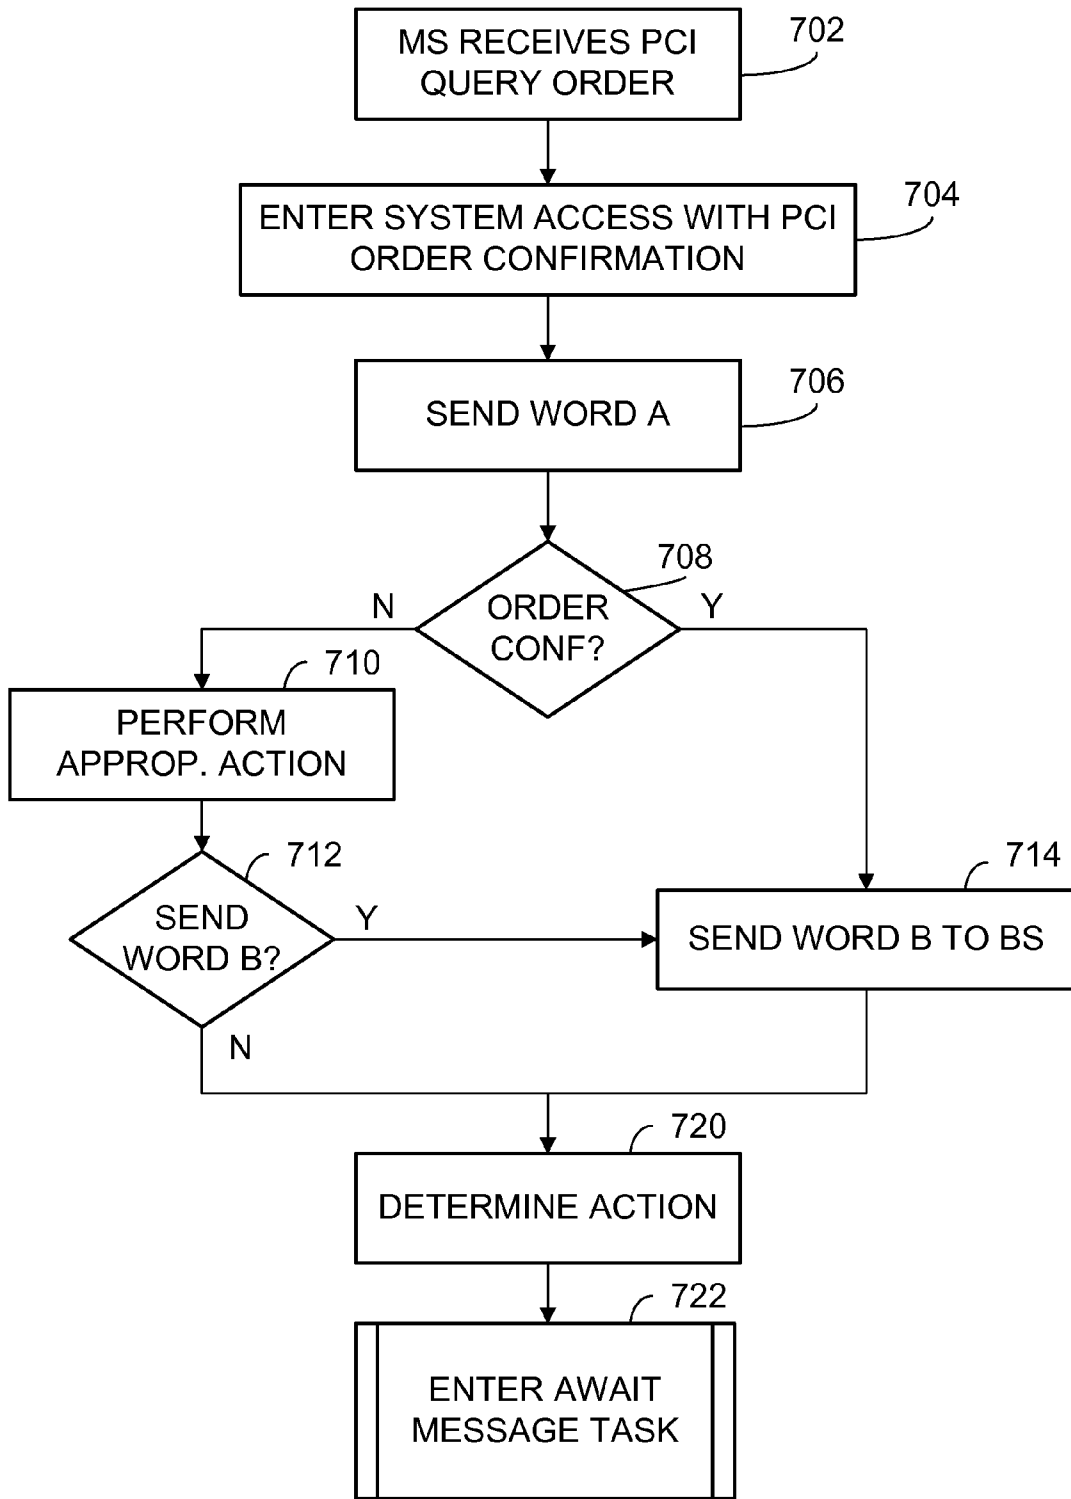 MS RECEIVES PCI
QUERY ORDER
702
ENTER SYSTEM ACCESS WITH PCI
ORDER CONFIRMATION
704
SEND WORD A
706
ORDER
CONF?
708
N
Y
710
PERFORM
APPROP. ACTION
712
SEND
WORD B?
Y
N
714
SEND WORD B TO BS
720
DETERMINE ACTION
722
ENTER AWAIT
MESSAGE TASK